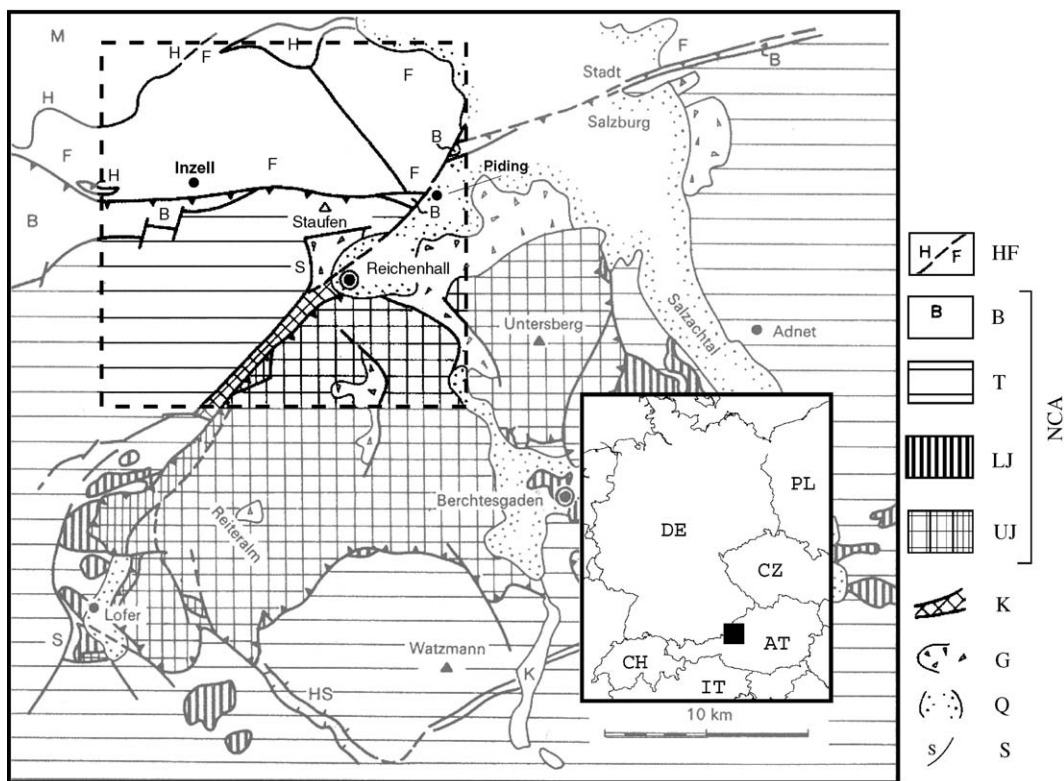 M
H
F
H
F
F
B
Stadt
Salzburg
H
B
F
H
Inzell
F
F
Piding
B
B
B
Staufen
S
Reichenhall
Untersberg
Salzachtal
Adnet
Berchtesgaden
Reiteralm
Lofer
S
Watzmann
HS
K
10 km
DE
PL
CZ
AT
CH
IT
H F HF
B B
T
LJ
UJ
NCA
K
G
Q
S S